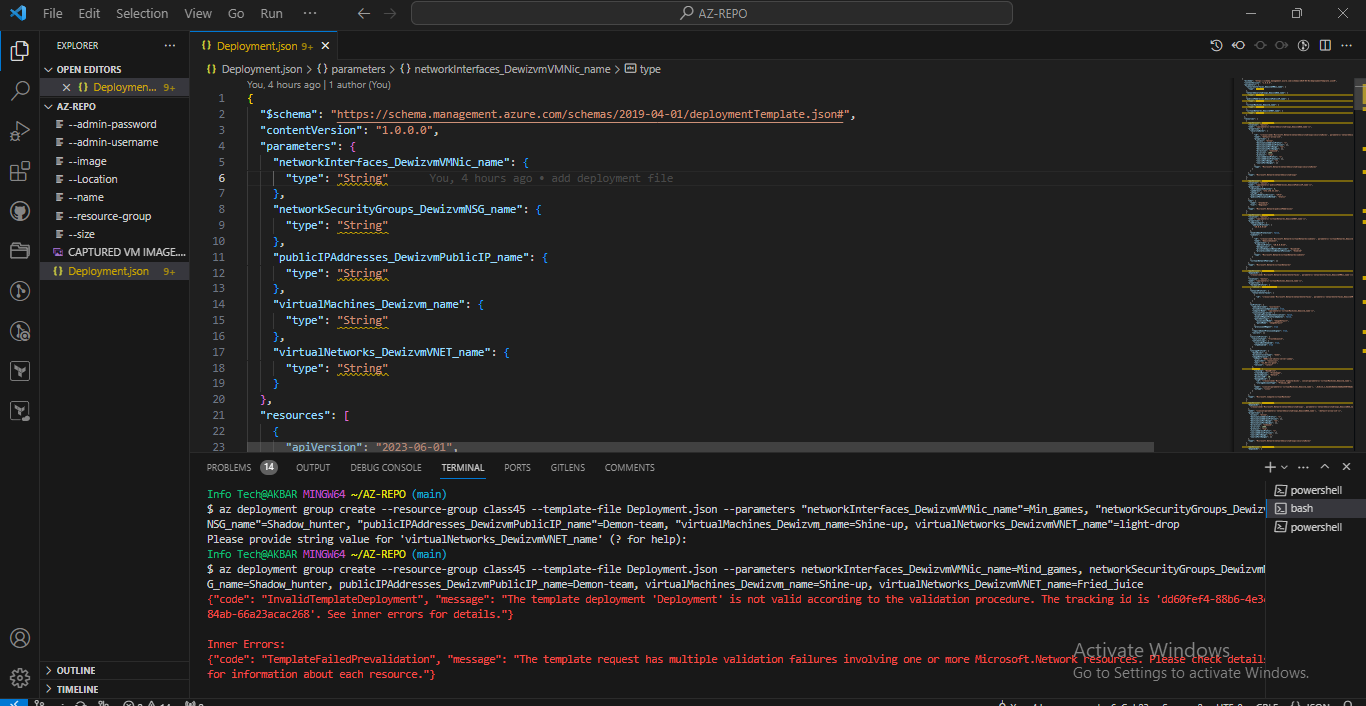 File Edit Selection View Go Run ··· AZ-REPO
EXPLORER
OPEN EDITORS
Deploymen... 9+
AZ-REPO
--admin-password
--admin-username
--image
--Location
--name
--resource-group
--size
CAPTURED VM IMAGE....
Deployment.json 9+
OUTLINE
TIMELINE
Deployment.json 9+
Deployment.json > {} parameters > {} networkInterfaces_DewizvmVMNic_name > type
You, 4 hours ago | 1 author (You)
1 {
2 "$schema": "https://schema.management.azure.com/schemas/2019-04-01/deploymentTemplate.json#",
3 "contentVersion": "1.0.0.0",
4 "parameters": {
5 "networkInterfaces_DewizvmVMNic_name": {
6 "type": "String" You, 4 hours ago • add deployment file
7 },
8 "networkSecurityGroups_DewizvmNSG_name": {
9 "type": "String"
10 },
11 "publicIPAddresses_DewizvmPublicIP_name": {
12 "type": "String"
13 },
14 "virtualMachines_Dewizvm_name": {
15 "type": "String"
16 },
17 "virtualNetworks_DewizvmVNET_name": {
18 "type": "String"
19 }
20 },
21 "resources": [
22 {
23 "apiVersion": "2023-06-01",
PROBLEMS 14 OUTPUT DEBUG CONSOLE TERMINAL PORTS GITLENS COMMENTS
Info Tech@AKBAR MINGW64 ~/AZ-REPO (main)
$ az deployment group create --resource-group class45 --template-file Deployment.json --parameters "networkInterfaces_DewizvmVMNic_name"=Min_games, "networkSecurityGroups_Dewiz
NSG_name"=Shadow_hunter, "publicIPAddresses_DewizvmPublicIP_name"=Demon-team, "virtualMachines_Dewizvm_name=Shine-up, virtualNetworks_DewizvmVNET_name"=light-drop
Please provide string value for 'virtualNetworks_DewizvmVNET_name' (? for help):
Info Tech@AKBAR MINGW64 ~/AZ-REPO (main)
$ az deployment group create --resource-group class45 --template-file Deployment.json --parameters networkInterfaces_DewizvmVMNic_name=Mind_games, networkSecurityGroups_Dewizvm
G_name=Shadow_hunter, publicIPAddresses_DewizvmPublicIP_name=Demon-team, virtualMachines_Dewizvm_name=Shine-up, virtualNetworks_DewizvmVNET_name=Fried_juice
{"code": "InvalidTemplateDeployment", "message": "The template deployment 'Deployment' is not valid according to the validation procedure. The tracking id is 'dd60fef4-88b6-4e3
84ab-66a23acac268'. See inner errors for details."}
Inner Errors:
{"code": "TemplateFailedPrevalidation", "message": "The template request has multiple validation failures involving one or more Microsoft.Network resources. Please check details
for information about each resource."}
powershell
bash
powershell
Activate Windows
Go to Settings to activate Windows.